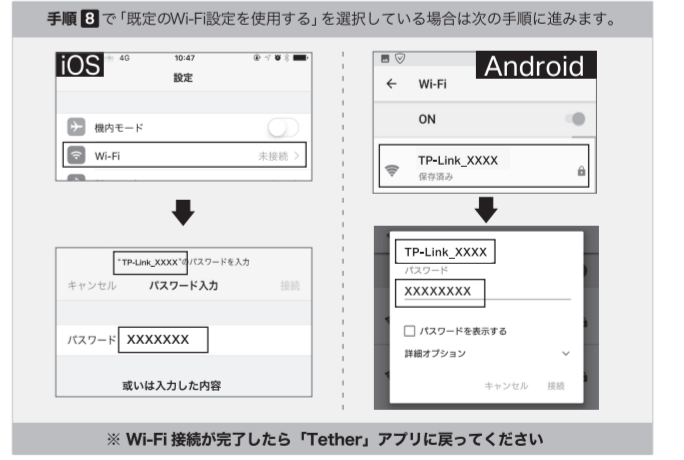 手順 8 で「既定のWi-Fi設定を使用する」を選択している場合は次の手順に進みます。
iOS
4G 10:47
設定
機内モード
Wi-Fi 未接続
"TP-Link_XXXX"のパスワードを入力
キャンセル パスワード入力 接続
パスワード XXXXXXX
或いは入力した内容
Android
Wi-Fi
ON
TP-Link_XXXX
保存済み
TP-Link_XXXX
パスワード
XXXXXXXX
パスワードを表示する
詳細オプション
キャンセル 接続
※ Wi-Fi 接続が完了したら「Tether」アプリに戻ってください